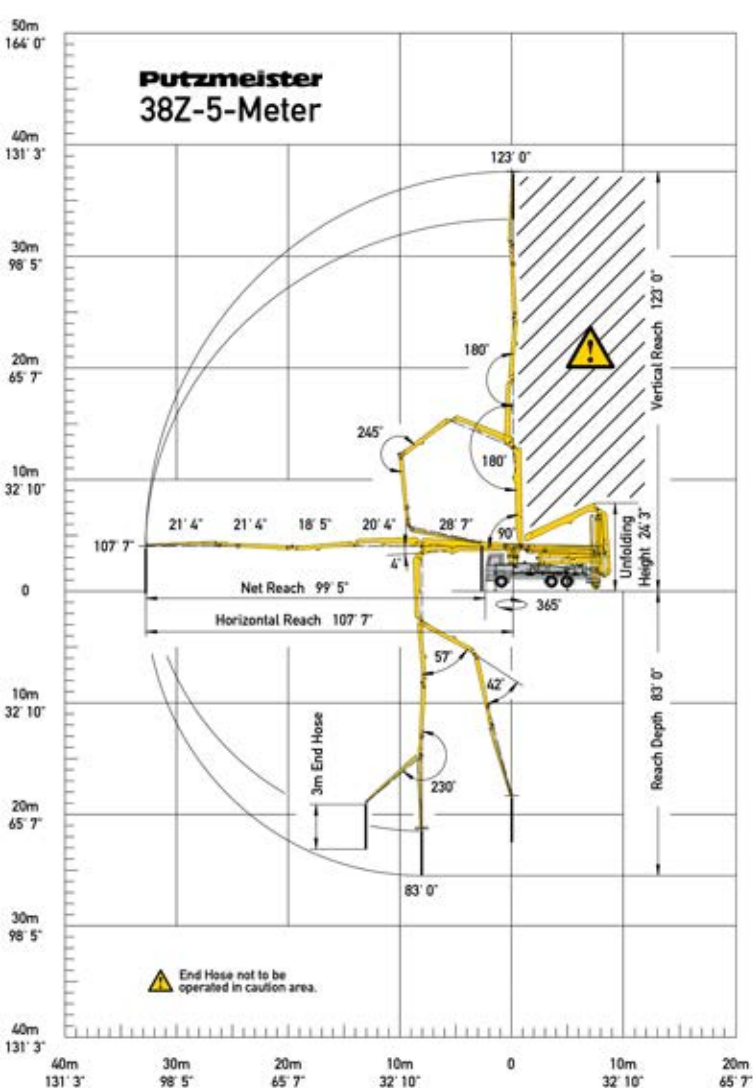 50m
164' 0"
Putzmeister
38Z-5-Meter
40m
131' 3"
123' 0"
30m
98' 5"
Vertical Reach 123' 0"
180°
20m
65' 7"
245°
180°
10m
32' 10"
21' 4"
21' 4"
18' 5"
20' 4"
28' 7"
90°
Unfolding
Height 24' 3"
107' 7"
4°
Net Reach 99' 5"
0
365°
Horizontal Reach 107' 7"
57°
42°
10m
32' 10"
Reach Depth 83' 0"
3m End Hose
230°
20m
65' 7"
83' 0"
30m
98' 5"
End Hose not to be
operated in caution area.
40m
131' 3"
40m
30m
20m
10m
0
10m
20m
131' 3"
98' 5"
65' 7"
32' 10"
32' 10"
65' 7"